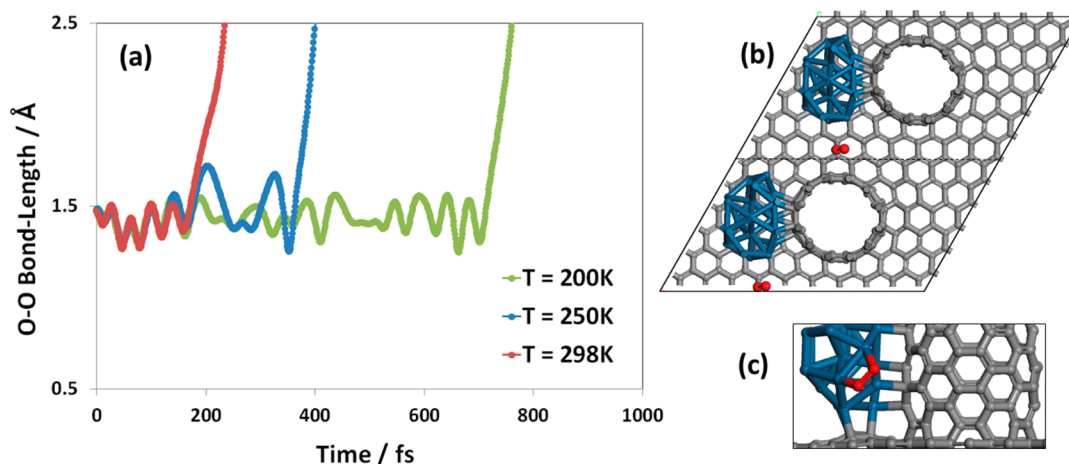 2.5
(a)
O-O Bond-Length / Å
1.5
T = 200K
T = 250K
T = 298K
0.5
0
200
400
600
800
1000
Time / fs
(b)
(c)